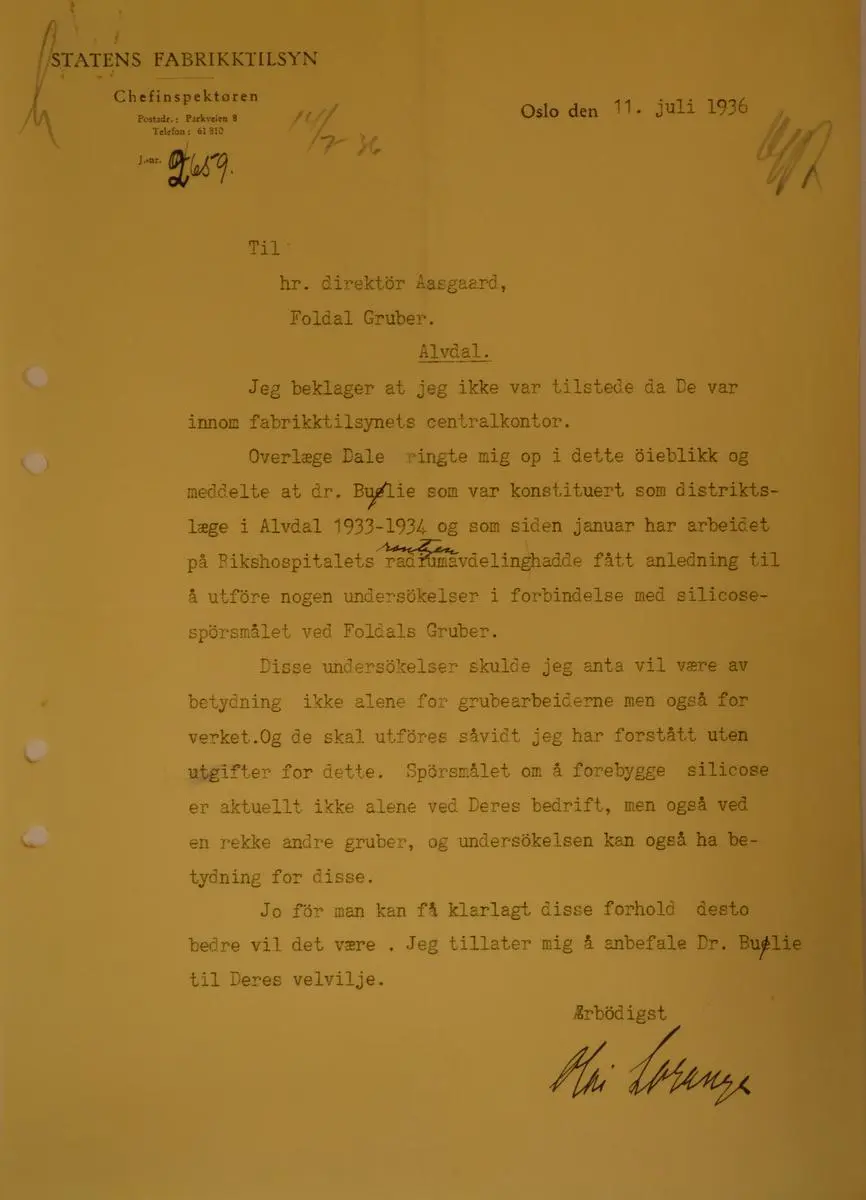 STATENS FABRIKKTILSYN
Chefinspektøren
Postadr.: Parkveien 8
Telefon: 61 810
J.-nr. 2659.
14/7 36
Oslo den 11. juli 1936
Til
hr. direktör Aasgaard,
Foldal Gruber.
Alvdal.
Jeg beklager at jeg ikke var tilstede da De var
innom fabrikktilsynets centralkontor.
Overlæge Dale ringte mig op i dette öieblikk og
meddelte at dr. Bu/lie som var konstituert som distrikts-
læge i Alvdal 1933-1934 og som siden januar har arbeidet
röntgen
på Rikshospitalets radiumavdelinghadde fått anledning til
å utföre nogen undersökelser i forbindelse med silicose-
spörsmålet ved Foldals Gruber.
Disse undersökelser skulde jeg anta vil være av
betydning ikke alene for grubearbeiderne men også for
verket.Og de skal utföres såvidt jeg har forstått uten
utgifter for dette. Spörsmålet om å forebygge silicose
er aktuellt ikke alene ved Deres bedrift, men også ved
en rekke andre gruber, og undersökelsen kan også ha be-
tydning for disse.
Jo för man kan få klarlagt disse forhold desto
bedre vil det være . Jeg tillater mig å anbefale Dr. Bu/lie
til Deres velvilje.
Ærbödigst
Olai Lorange